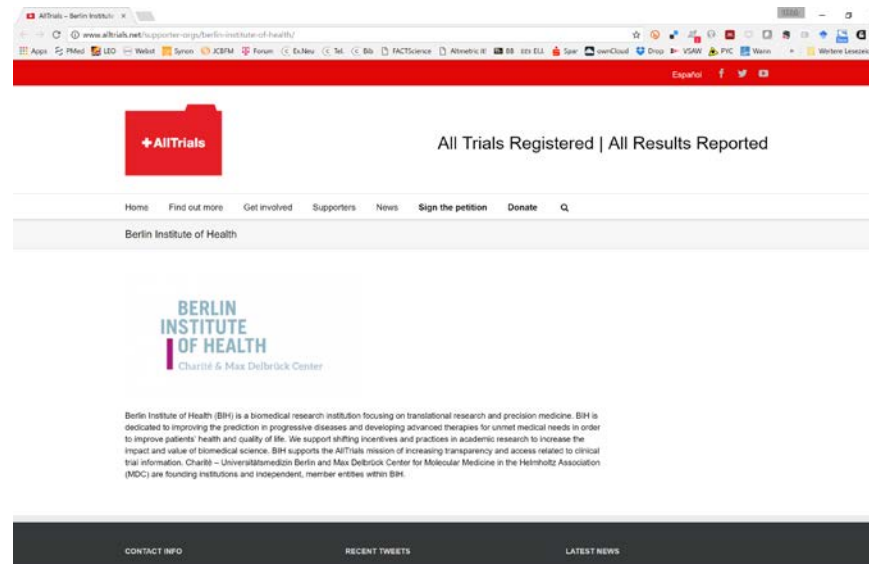 AllTrials – Berlin Institute
www.alltrials.net/supporter-orgs/berlin-institute-of-health/
Apps PMed LEO Webst Synon JCBFM Forum Ex.Neu Tel. Bib FACTScience Altmetric it! BB Spar ownCloud Drop VSAW PYC Wann
Español
+AllTrials
All Trials Registered | All Results Reported
Home Find out more Get involved Supporters News Sign the petition Donate
Berlin Institute of Health
BERLIN
INSTITUTE
OF HEALTH
Charité & Max Delbrück Center
Berlin Institute of Health (BIH) is a biomedical research institution focusing on translational research and precision medicine. BIH is
dedicated to improving the prediction in progressive diseases and developing advanced therapies for unmet medical needs in order
to improve patients' health and quality of life. We support shifting incentives and practices in academic research to increase the
impact and value of biomedical science. BIH supports the AllTrials mission of increasing transparency and access related to clinical
trial information. Charité – Universitätsmedizin Berlin and Max Delbrück Center for Molecular Medicine in the Helmholtz Association
(MDC) are founding institutions and independent, member entities within BIH.
CONTACT INFO RECENT TWEETS LATEST NEWS